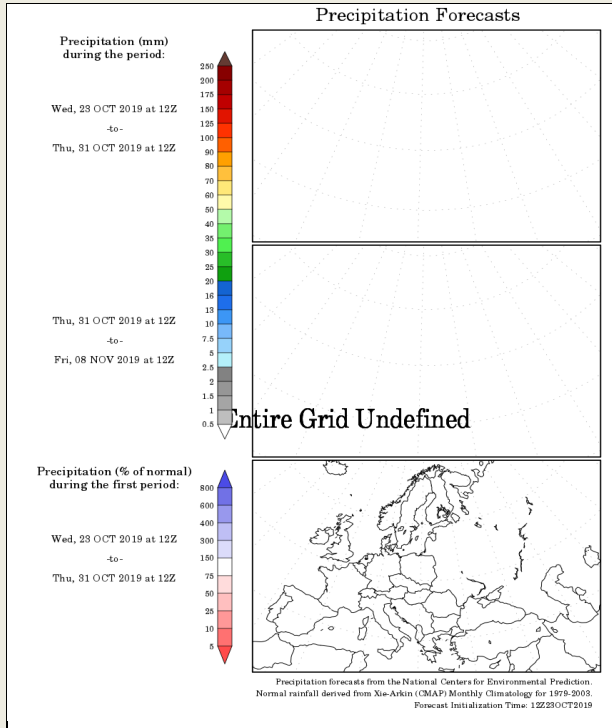 Precipitation Forecasts
Precipitation (mm)
during the period:
Wed, 23 OCT 2019 at 12Z
-to-
Thu, 31 OCT 2019 at 12Z
250
200
175
150
125
100
90
80
70
60
50
40
35
30
25
20
16
13
10
7.5
5
2.5
2
1.5
1
0.5
Thu, 31 OCT 2019 at 12Z
-to-
Fri, 08 NOV 2019 at 12Z
Entire Grid Undefined
Precipitation (% of normal)
during the first period:
Wed, 23 OCT 2019 at 12Z
-to-
Thu, 31 OCT 2019 at 12Z
800
600
400
300
150
75
50
25
10
5
Precipitation forecasts from the National Centers for Environmental Prediction.
Normal rainfall derived from Xie-Arkin (CMAP) Monthly Climatology for 1979-2003.
Forecast Initialization Time: 12Z23OCT2019